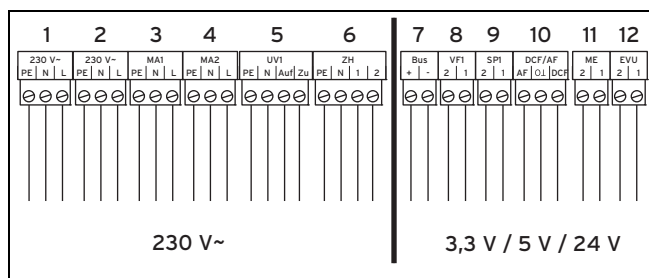 1 2 3 4 5 6 7 8 9 10 11 12
230 V~ 230 V~ MA1 MA2 UV1 ZH Bus VF1 SP1 DCF/AF ME EVU
PE N L PE N L PE N L PE N L PE N Auf Zu PE N 1 2 + - 2 1 2 1 AF O⊥ DCF 2 1 2 1
230 V~ 3,3 V / 5 V / 24 V